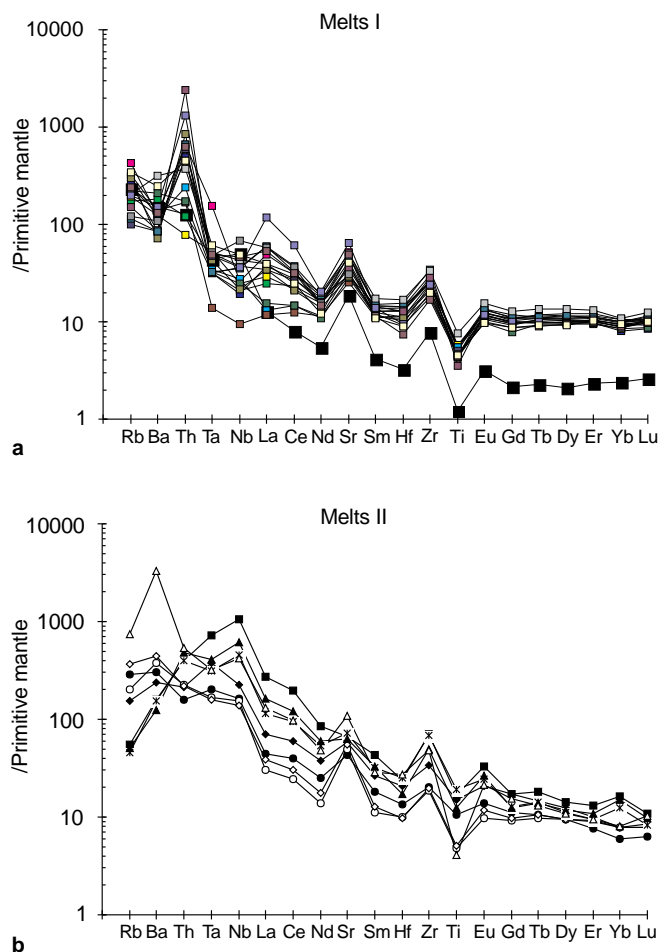 Melts I
10000
1000
100
10
1
/Primitive mantle
Rb Ba Th Ta Nb La Ce Nd Sr Sm Hf Zr Ti Eu Gd Tb Dy Er Yb Lu
a
Melts II
10000
1000
100
10
1
/Primitive mantle
Rb Ba Th Ta Nb La Ce Nd Sr Sm Hf Zr Ti Eu Gd Tb Dy Er Yb Lu
b